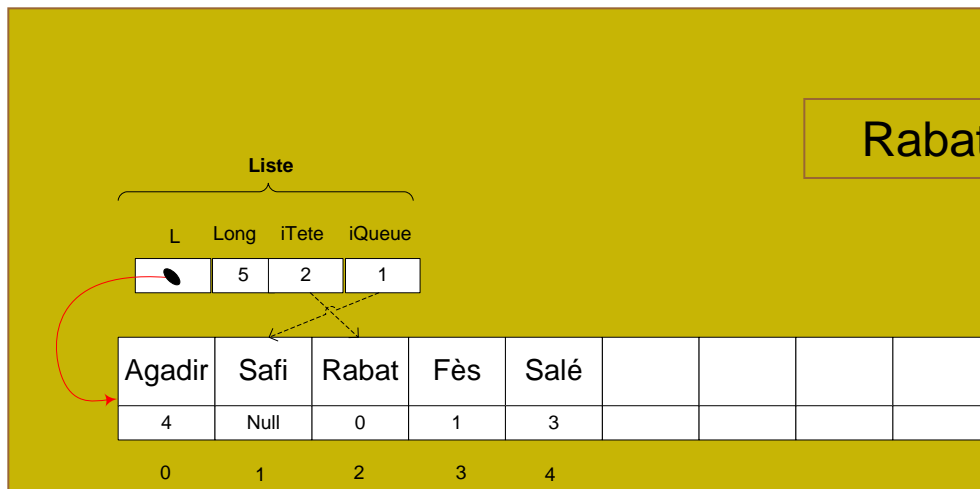 Rabat
Liste
L Long iTete iQueue
5 2 1
Agadir Safi Rabat Fès Salé
4 Null 0 1 3
0 1 2 3 4